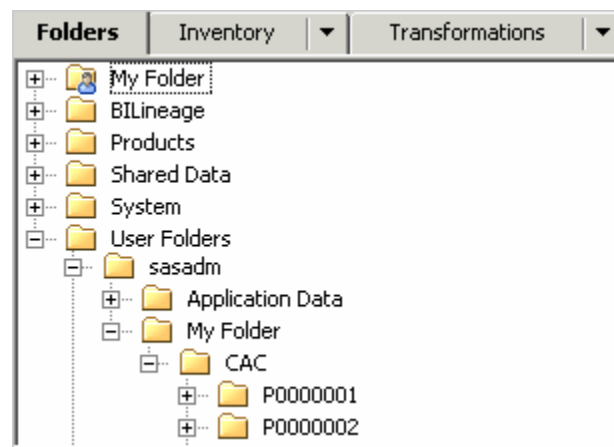 Folders Inventory Transformations
My Folder
BILineage
Products
Shared Data
System
User Folders
sasadm
Application Data
My Folder
CAC
P0000001
P0000002